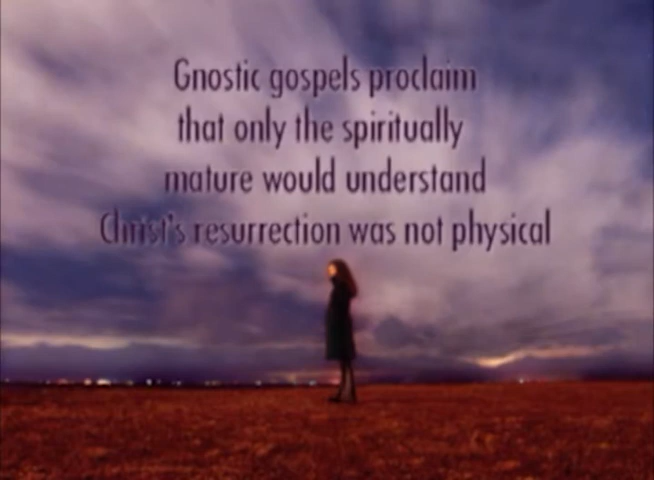 Gnostic gospels proclaim
that only the spiritually
mature would understand
Christ's resurrection was not physical